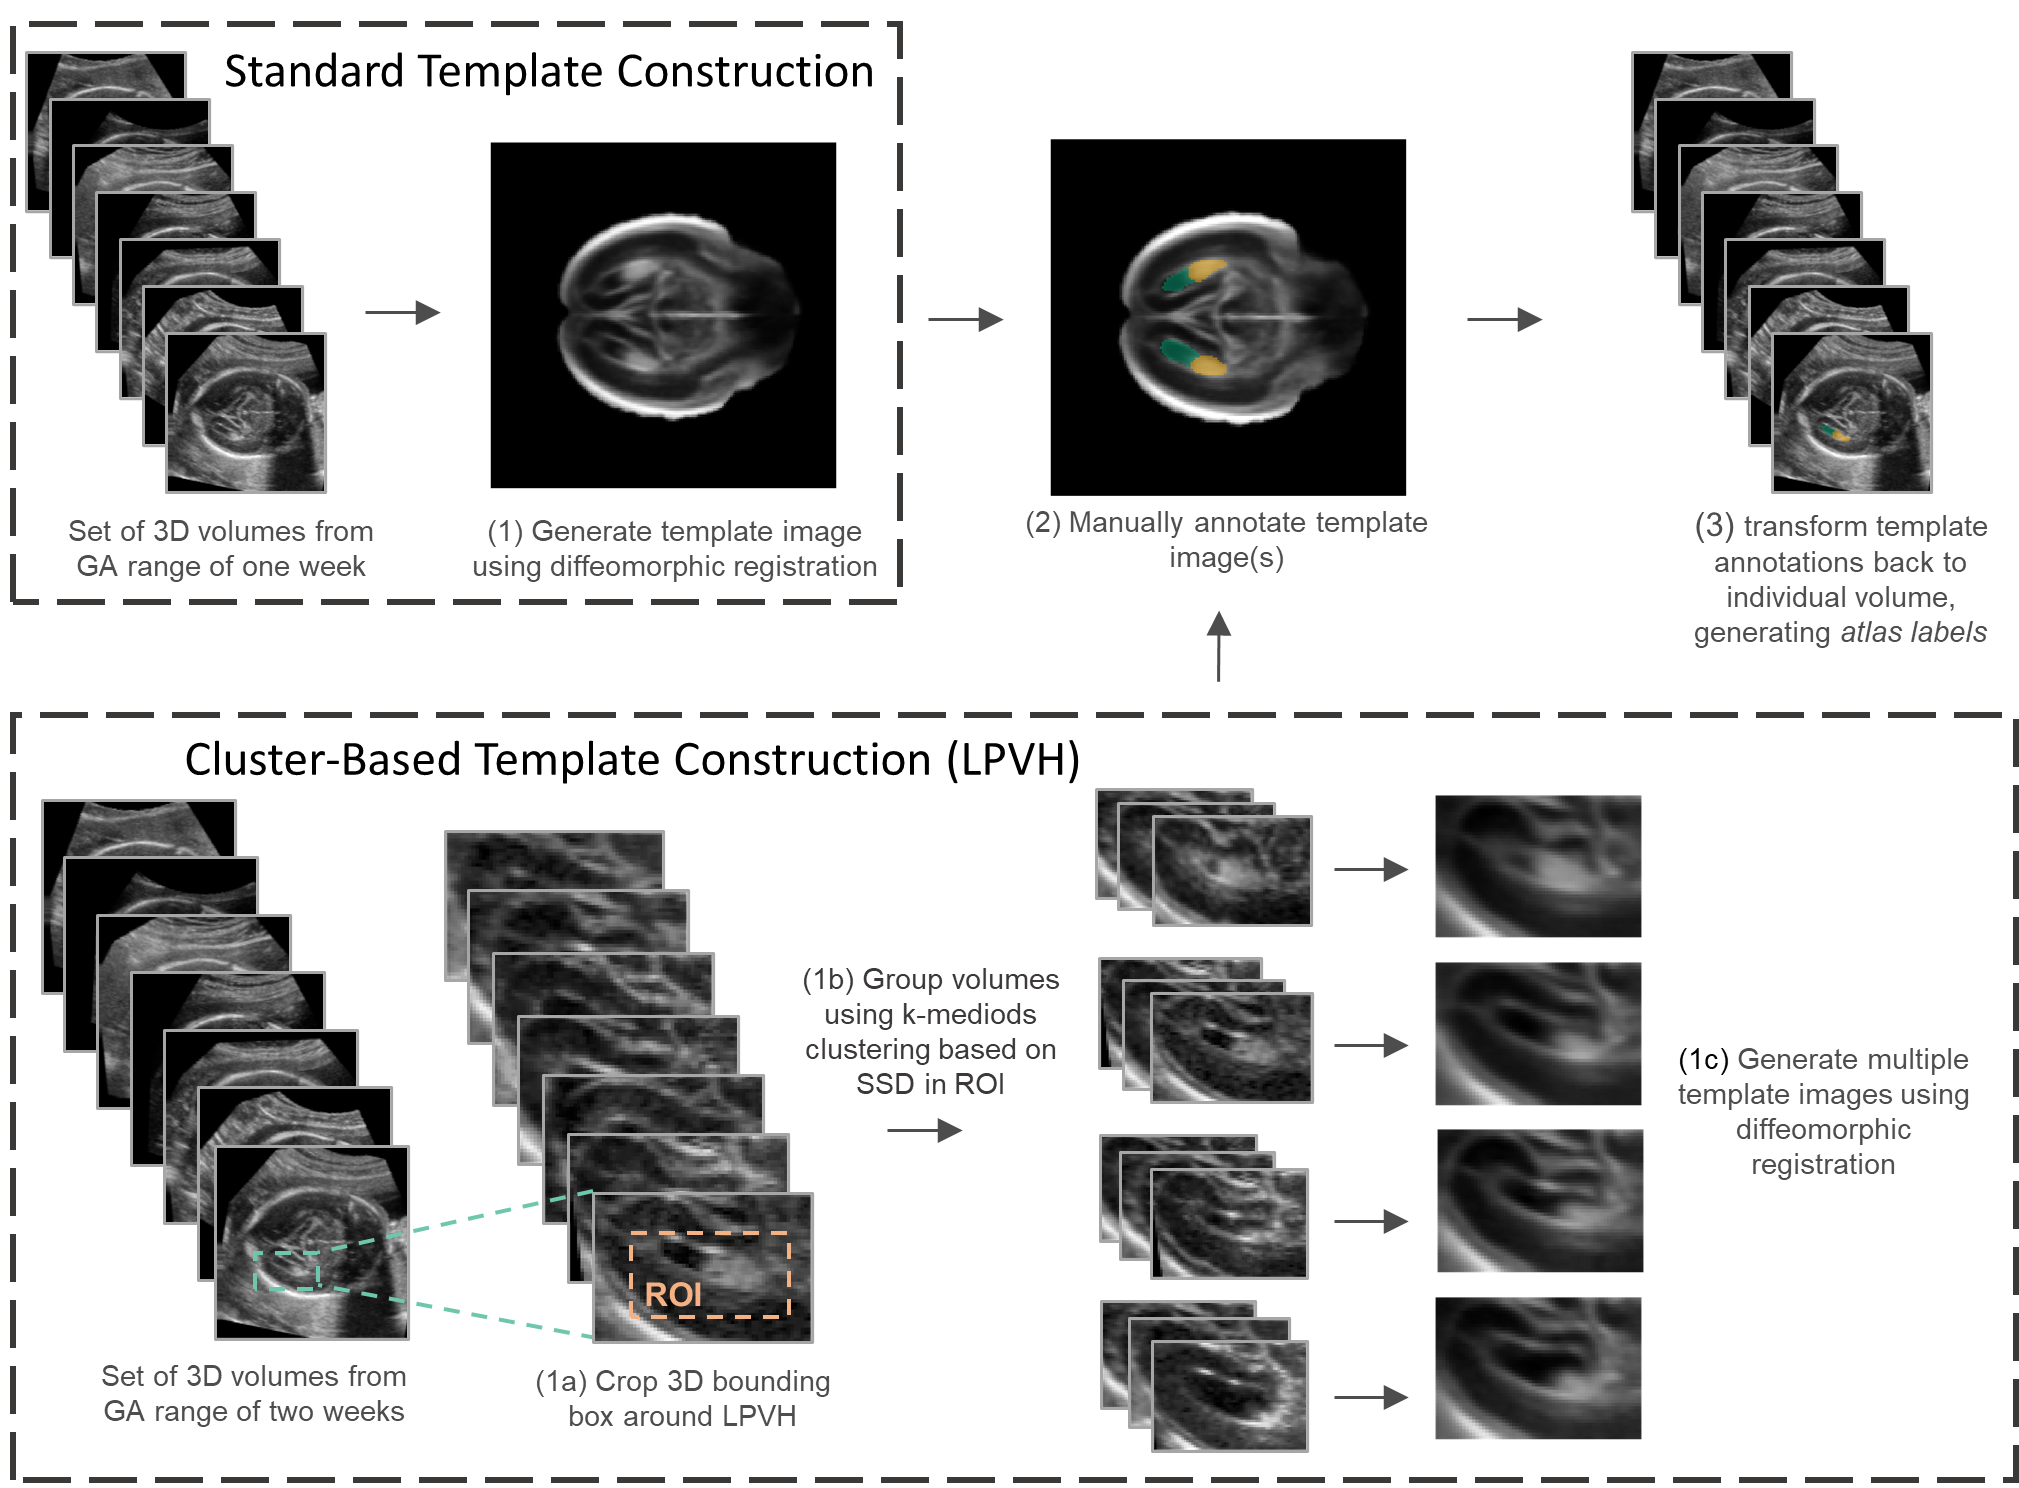 Standard Template Construction
Set of 3D volumes from
GA range of one week
(1) Generate template image
using diffeomorphic registration
(2) Manually annotate template
image(s)
(3) transform template
annotations back to
individual volume,
generating atlas labels
Cluster-Based Template Construction (LPVH)
Set of 3D volumes from
GA range of two weeks
ROI
(1a) Crop 3D bounding
box around LPVH
(1b) Group volumes
using k-mediods
clustering based on
SSD in ROI
(1c) Generate multiple
template images using
diffeomorphic
registration